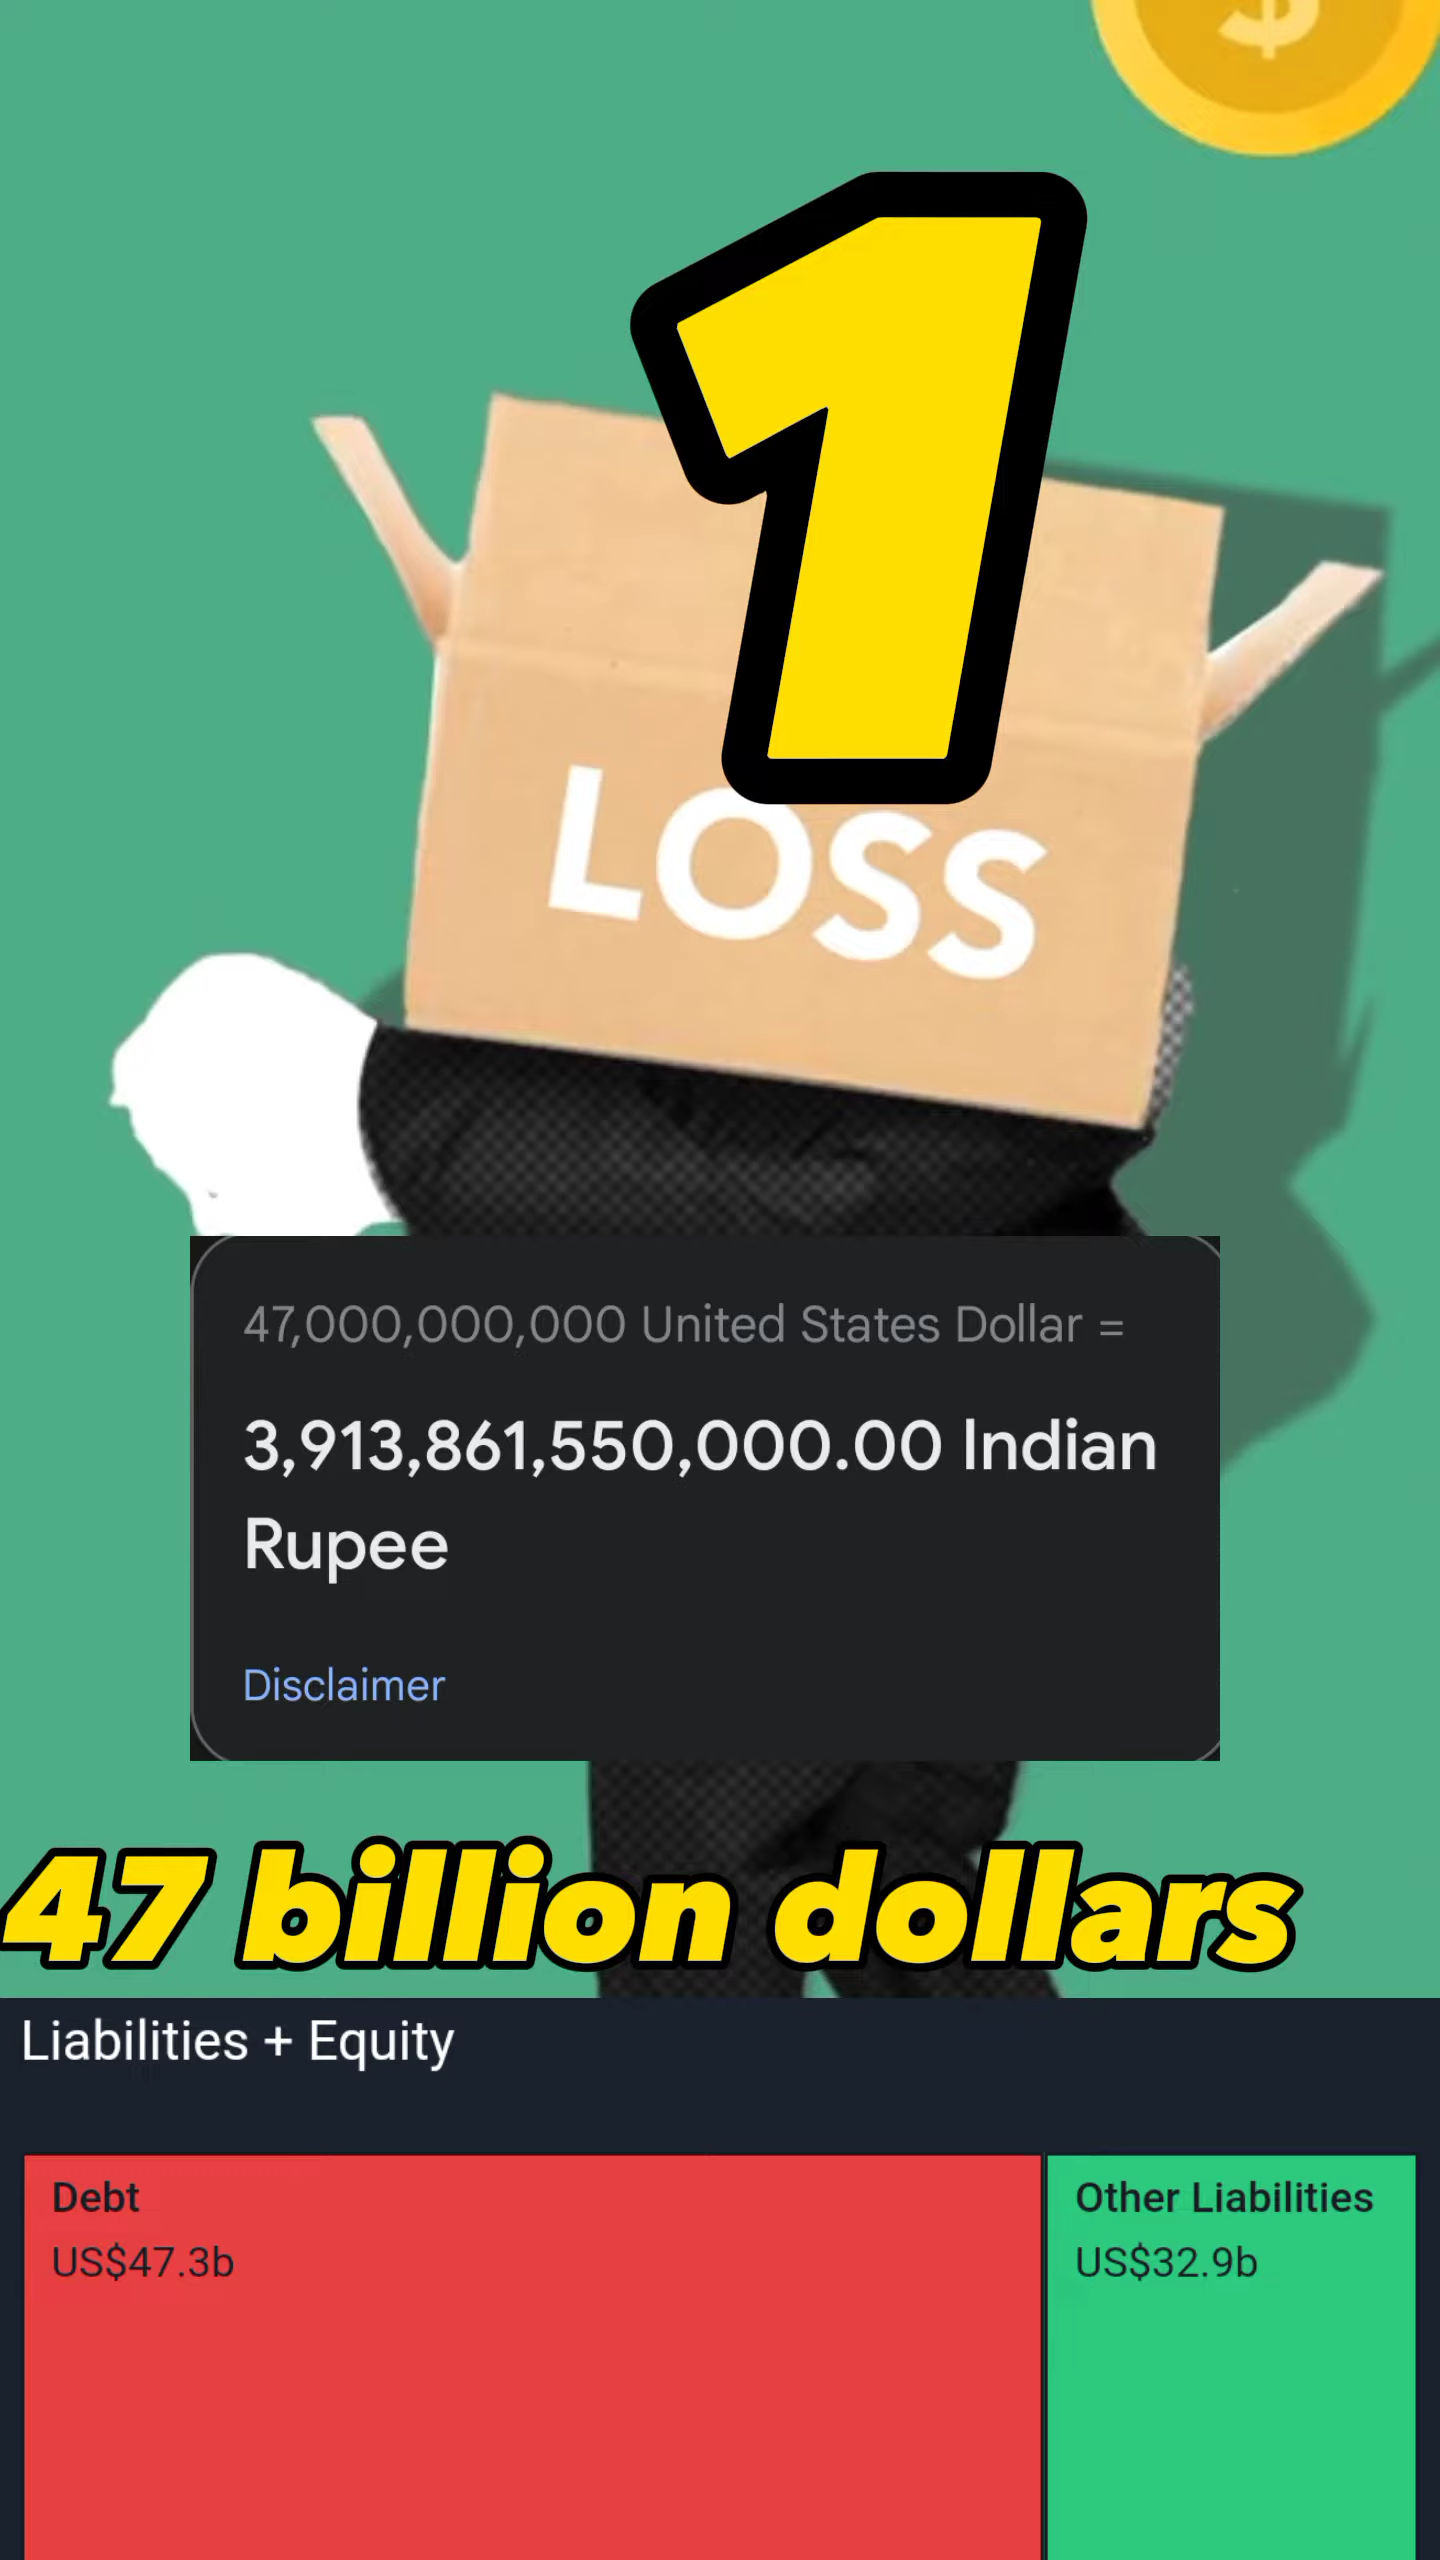 $
1
LOSS
47,000,000,000 United States Dollar =
3,913,861,550,000.00 Indian
Rupee
Disclaimer
47 billion dollars
Liabilities + Equity
Debt
US$47.3b
Other Liabilities
US$32.9b